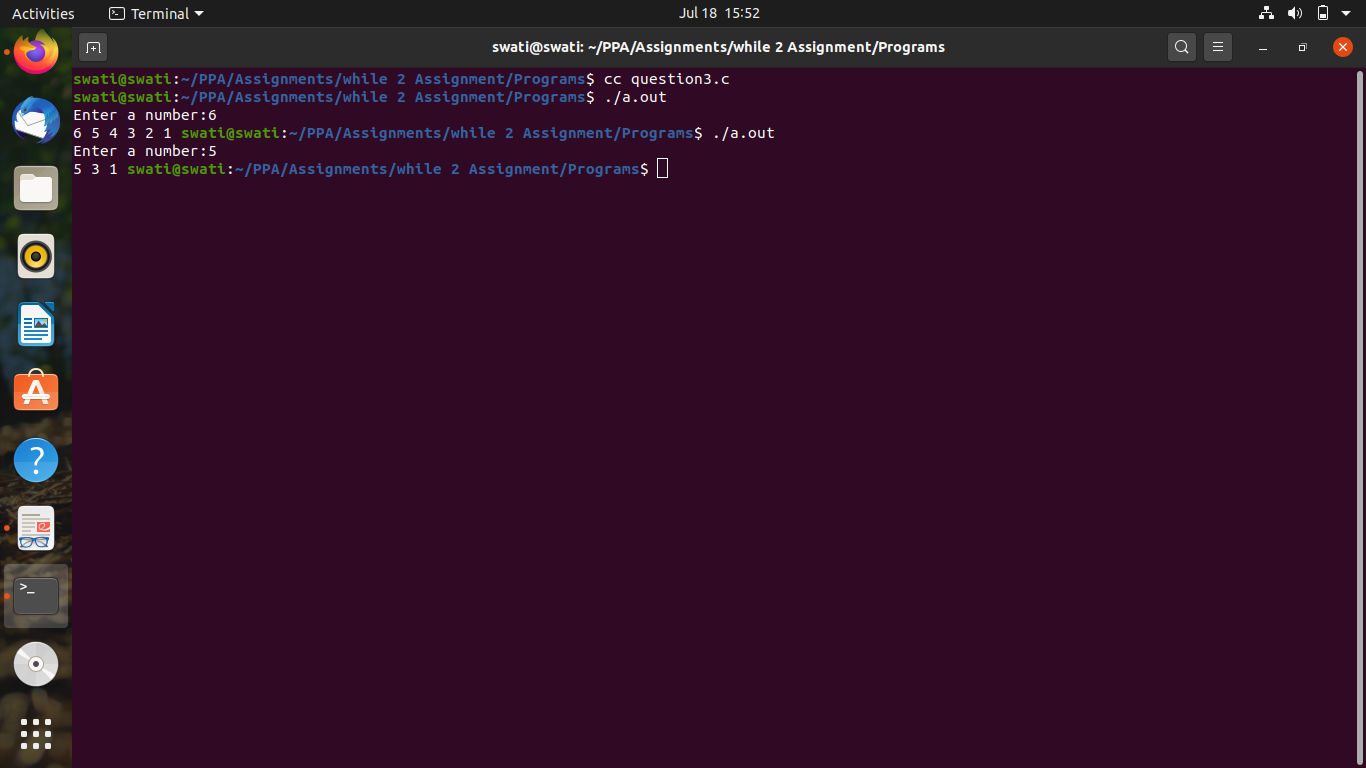 Activities Terminal Jul 18 15:52
swati@swati: ~/PPA/Assignments/while 2 Assignment/Programs
swati@swati:~/PPA/Assignments/while 2 Assignment/Programs$ cc question3.c
swati@swati:~/PPA/Assignments/while 2 Assignment/Programs$ ./a.out
Enter a number:6
6 5 4 3 2 1 swati@swati:~/PPA/Assignments/while 2 Assignment/Programs$ ./a.out
Enter a number:5
5 3 1 swati@swati:~/PPA/Assignments/while 2 Assignment/Programs$